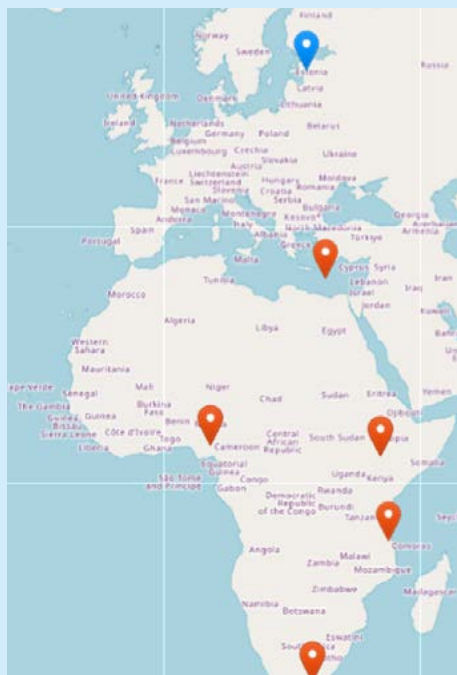 Finland
Norway
Sweden
Russia
Estonia
Latvia
United Kingdom
Denmark
Lithuania
Ireland
Netherlands
Belarus
Belgium
Germany
Poland
Luxembourg
Czechia
Ukraine
Slovakia
Austria
Liechtenstein
Moldova
France
Switzerland
Hungary
Slovenia
Croatia
Romania
San Marino
Serbia
Monaco
Bulgaria
Andorra
Montenegro
Kosovo
Georgia
Italy
North Macedonia
Spain
Albania
Armenia
Portugal
Greece
Türkiye
Malta
Cyprus
Syria
Tunisia
Lebanon
Iran
Israel
Iraq
Morocco
Jordan
Algeria
Libya
Egypt
Western
Sahara
Mauritania
Mali
Niger
Sudan
Eritrea
Yemen
Senegal
Chad
The Gambia
Burkina
Faso
Djibouti
Guinea
Bissau
Guinea
Benin
Sierra Leone
Côte d'Ivoire
Togo
Central
African
Republic
South Sudan
Liberia
Ghana
Cameroon
Somalia
Equatorial
Guinea
Uganda
Kenya
São Tomé
and Príncipe
Gabon
Congo
Rwanda
Democratic
Republic
of the Congo
Burundi
Angola
Comoros
Malawi
Zambia
Mozambique
Zimbabwe
Namibia
Botswana
Eswatini